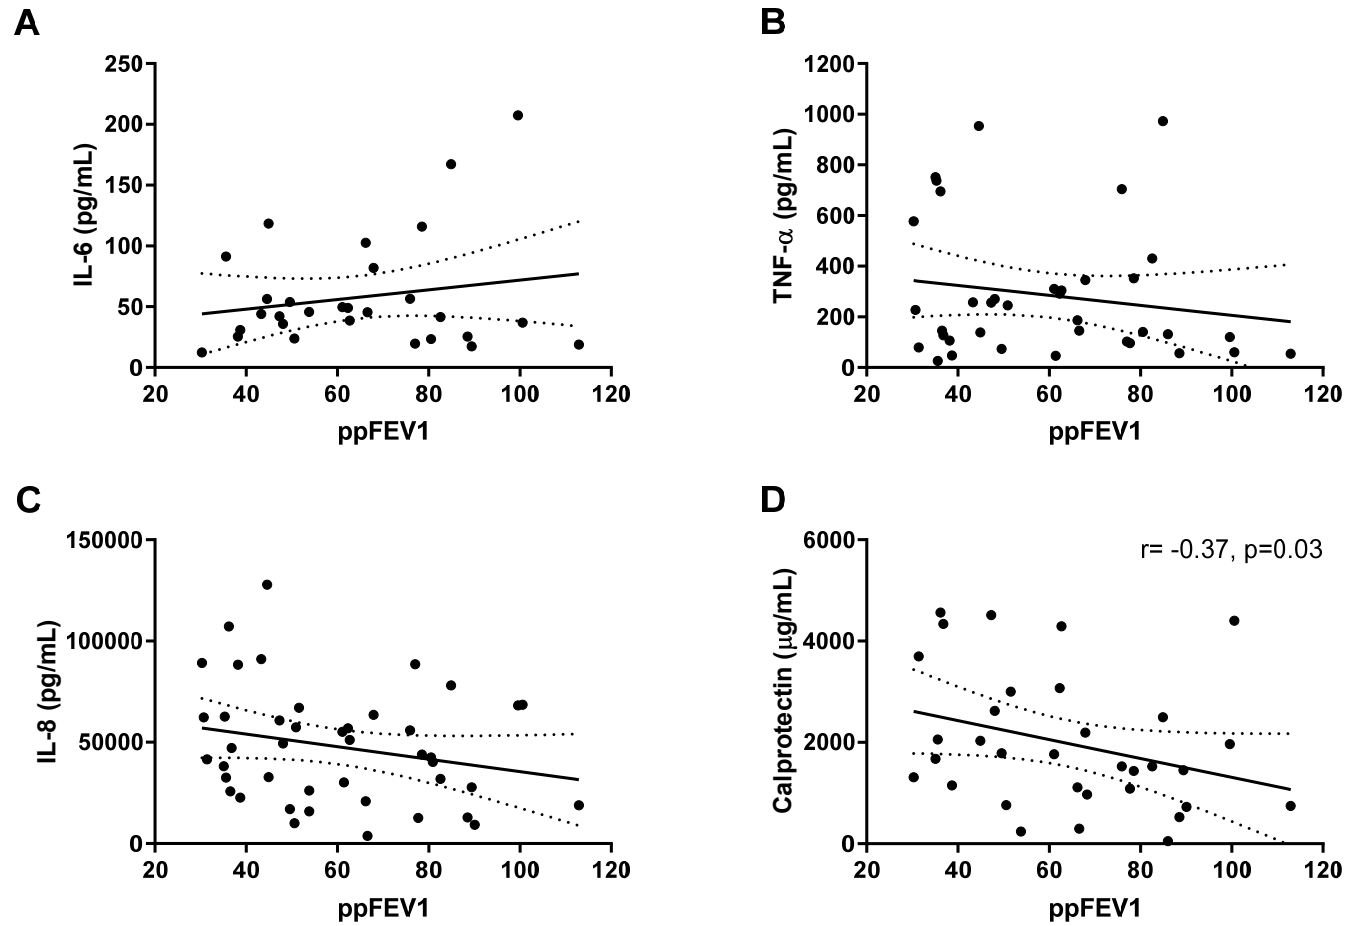 A
IL-6 (pg/mL)
250
200
150
100
50
0
20 40 60 80 100 120
ppFEV1
B
TNF-α (pg/mL)
1200
1000
800
600
400
200
0
20 40 60 80 100 120
ppFEV1
C
IL-8 (pg/mL)
150000
100000
50000
0
20 40 60 80 100 120
ppFEV1
D
r= -0.37, p=0.03
Calprotectin (μg/mL)
6000
4000
2000
0
20 40 60 80 100 120
ppFEV1